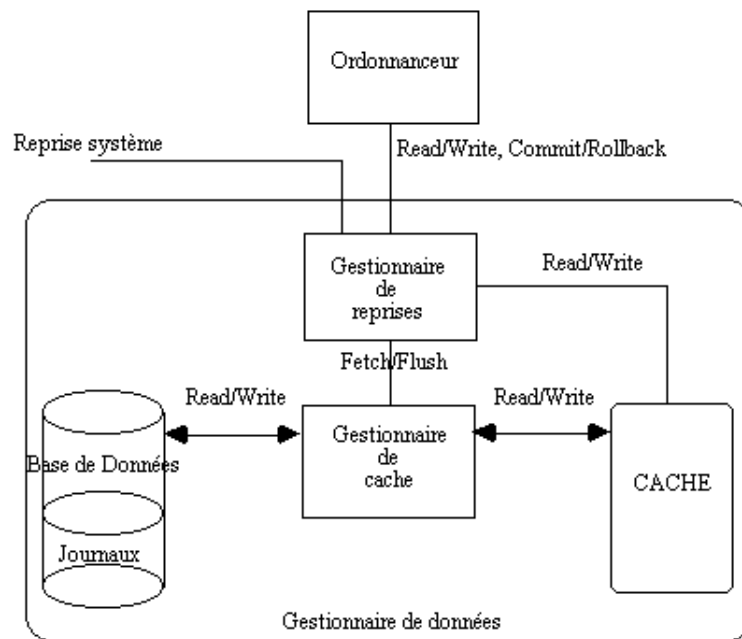 Ordonnanceur
Reprise système
Read/Write, Commit/Rollback
Gestionnaire
de
reprises
Read/Write
Fetch/Flush
Read/Write
Read/Write
Gestionnaire
de
cache
Base de Données
CACHE
Journaux
Gestionnaire de données